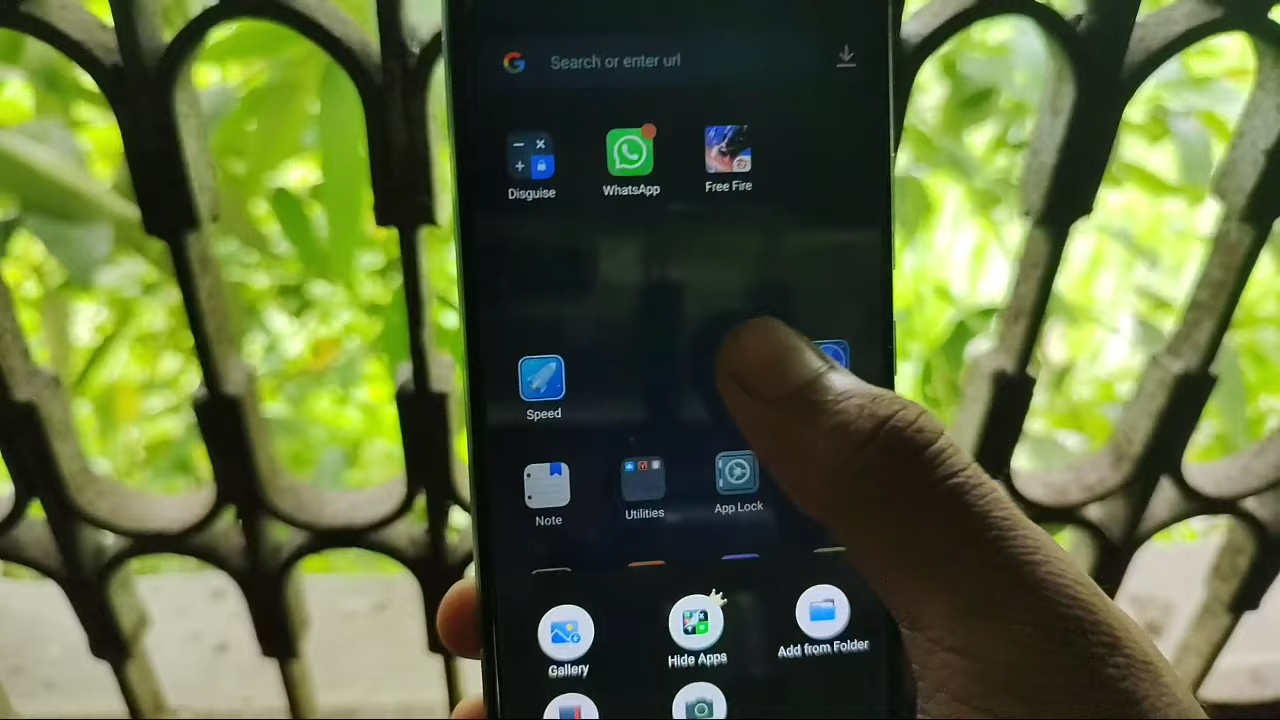 Search or enter url
Disguise
WhatsApp
Free Fire
Speed
Note
Utilities
App Lock
Gallery
Hide Apps
Add from Folder